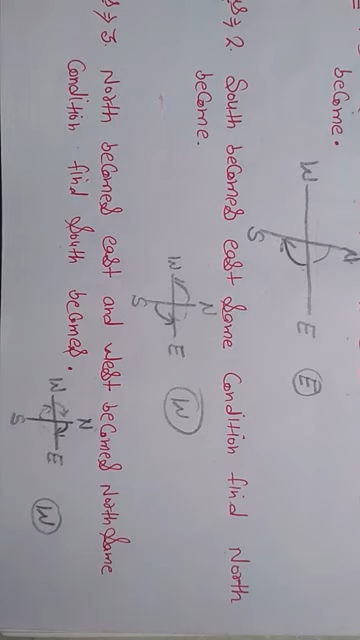 become.
W
N
S
E
E
2. South becomes east same Condition find North
become.
W
N
S
E
W
3. North becomes east and west becomes North same
Condition find South becomes.
W
N
S
E
W